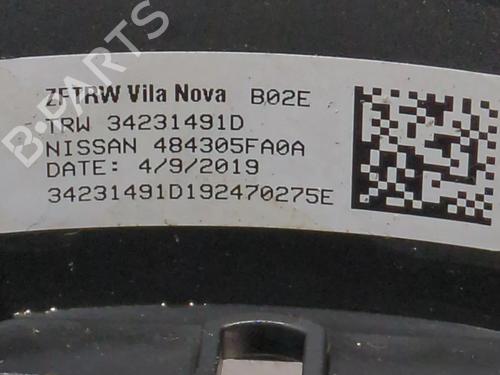 B-PARTS
ZFTRW Vila Nova B02E
TRW 34231491D
NISSAN 484305FA0A
DATE: 4/9/2019
34231491D192470275E